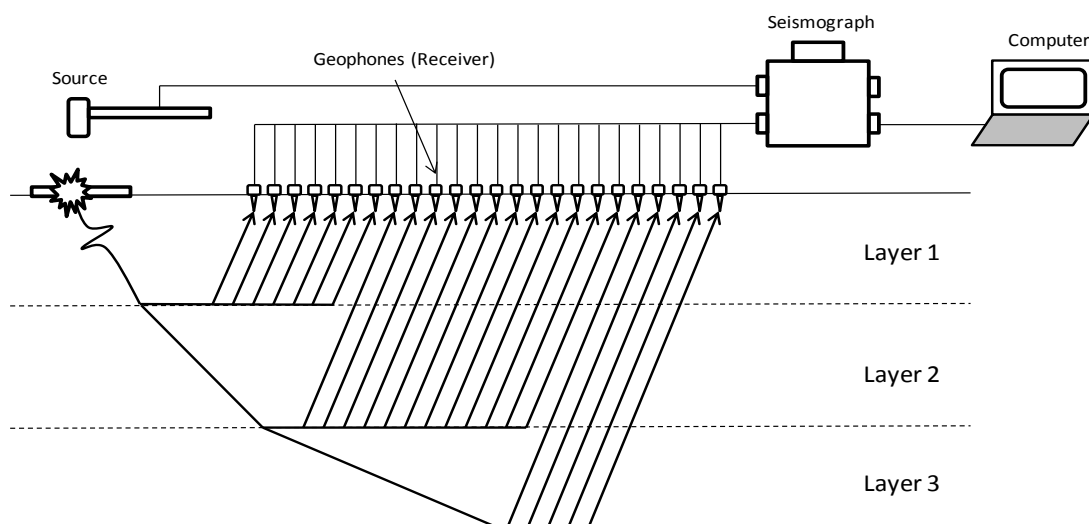 Seismograph
Computer
Geophones (Receiver)
Source
Layer 1
Layer 2
Layer 3